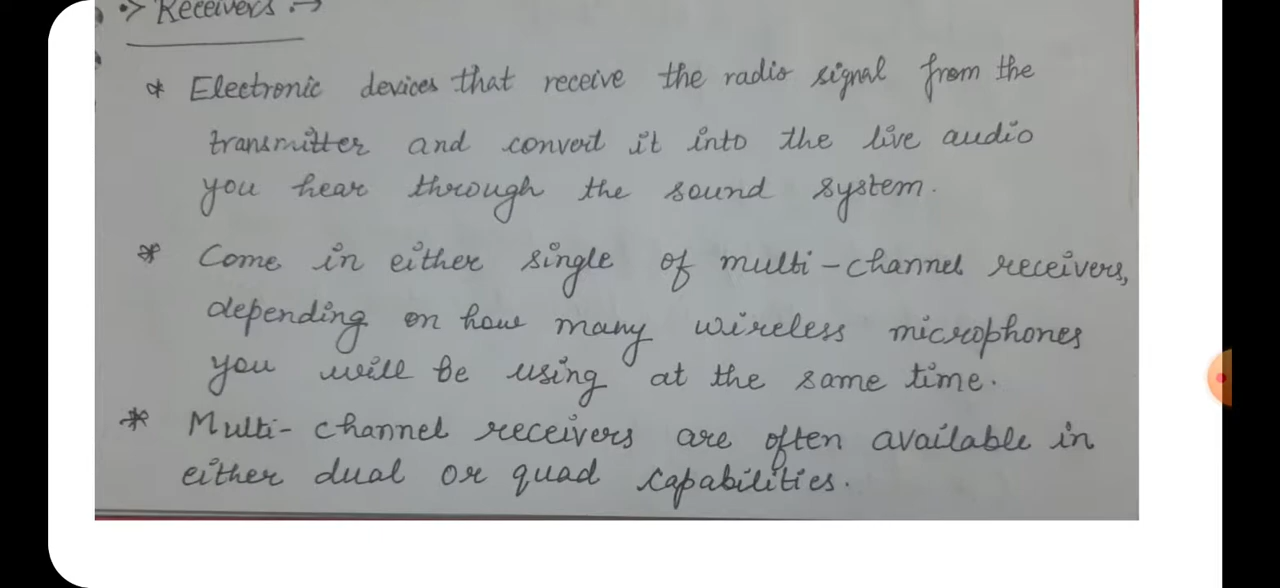 •> Receivers :→
* Electronic devices that receive the radio signal from the
transmitter and convert it into the live audio
you hear through the sound system.
* Come in either single of multi-channel receivers,
depending on how many wireless microphones
you will be using at the same time.
* Multi-channel receivers are often available in
either dual or quad capabilities.